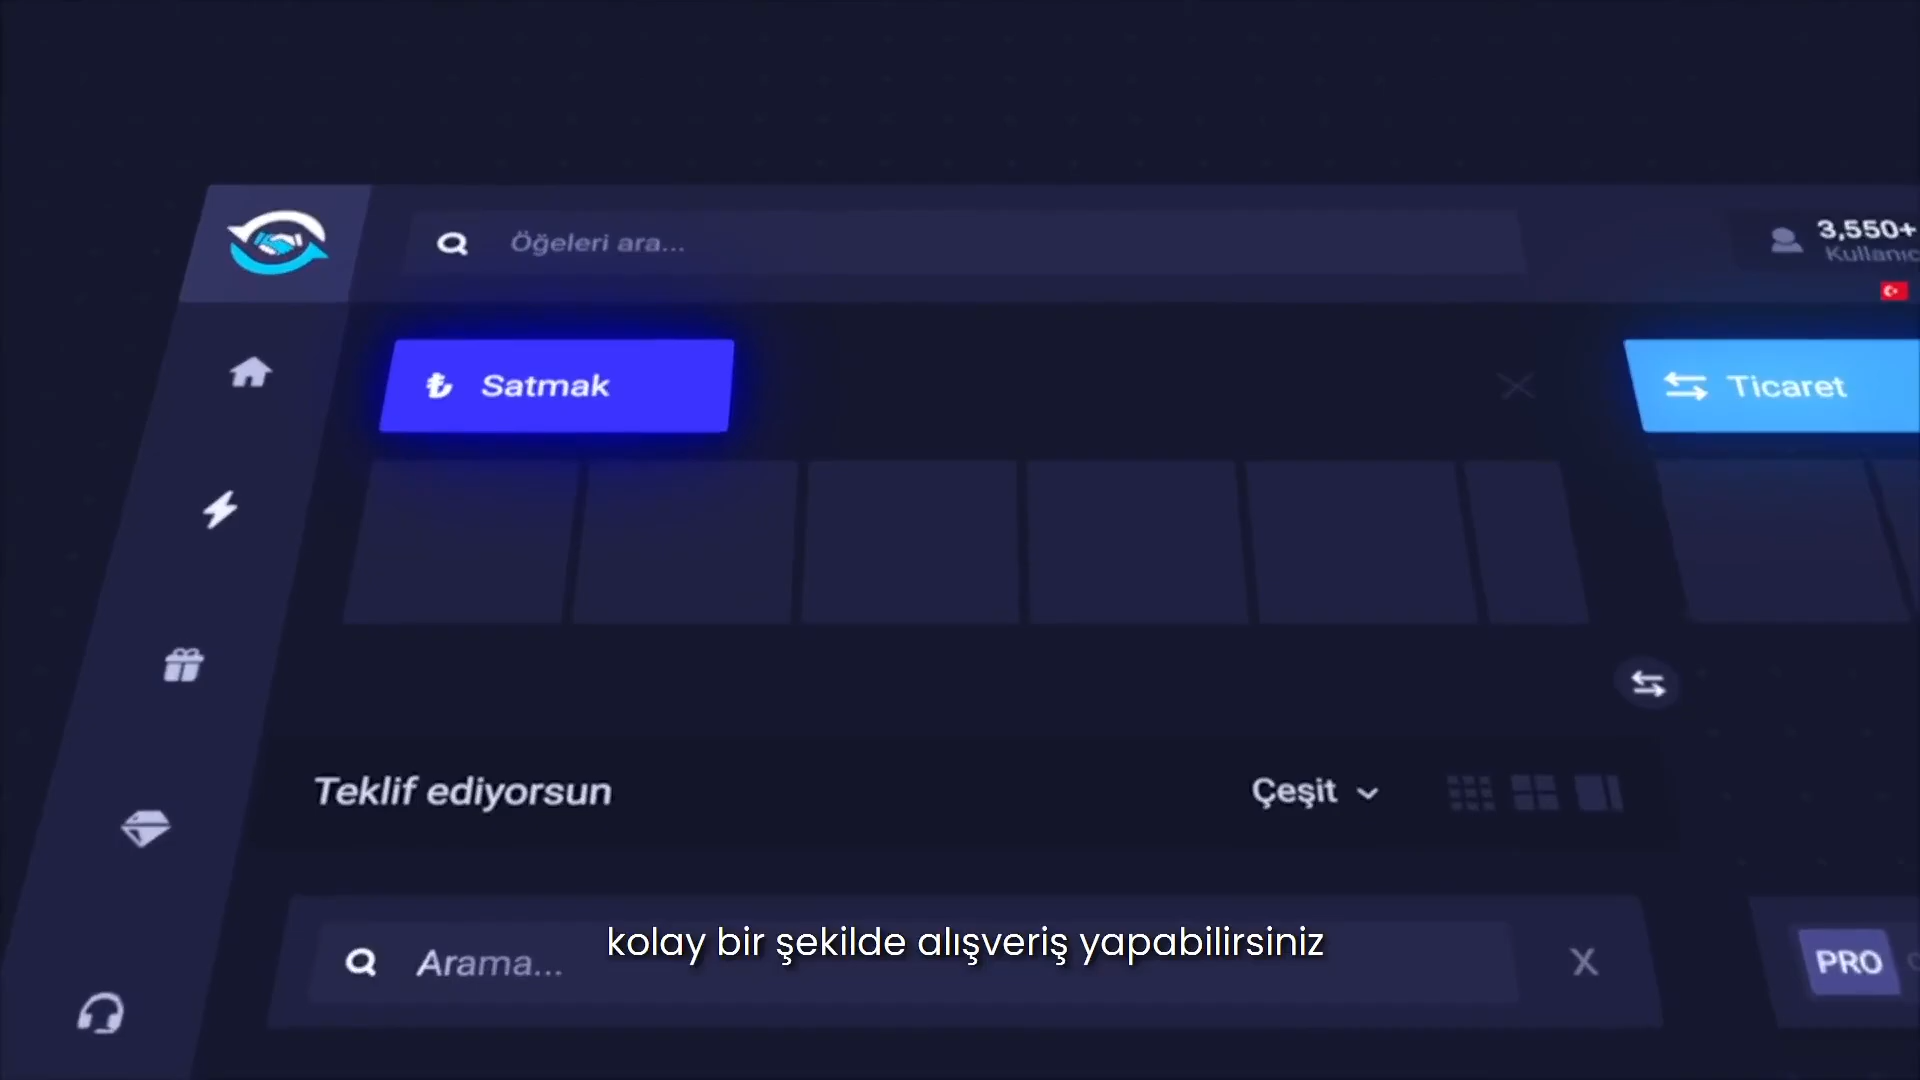 Öğeleri ara...
3,550+
Satmak
Ticaret
Teklif ediyorsun
Çeşit
Arama...
X
PRO
kolay bir şekilde alışveriş yapabilirsiniz